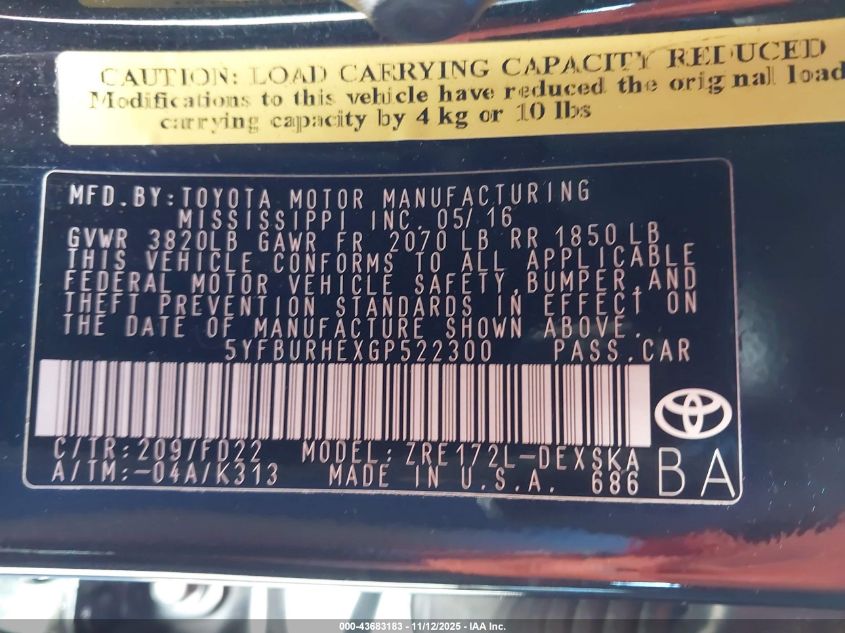 CAUTION: LOAD CARRYING CAPACITY REDUCED
Modifications to this vehicle have reduced the original load
carrying capacity by 4 kg or 10 lbs
MFD.BY:TOYOTA MOTOR MANUFACTURING
MISSISSIPPI INC. 05/16
GVWR 3820LB GAWR FR 2070 LB RR 1850 LB
THIS VEHICLE CONFORMS TO ALL APPLICABLE
FEDERAL MOTOR VEHICLE SAFETY,BUMPER,AND
THEFT PREVENTION STANDARDS IN EFFECT ON
THE DATE OF MANUFACTURE SHOWN ABOVE.
5YFBURHEXGP522300 PASS.CAR
C/TR:209/FD22 MODEL:ZRE172L-DEXSKA
A/TM:-04A/K313 MADE IN U.S.A. 686 BA
000-43683183 - 11/12/2025 - IAA Inc.